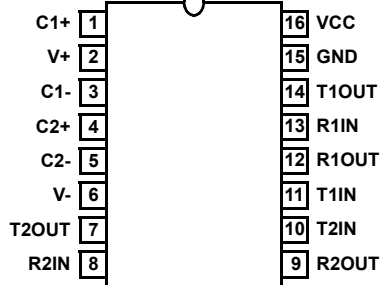 C1+ 1 16 VCC
V+ 2 15 GND
C1- 3 14 T1OUT
C2+ 4 13 R1IN
C2- 5 12 R1OUT
V- 6 11 T1IN
T2OUT 7 10 T2IN
R2IN 8 9 R2OUT